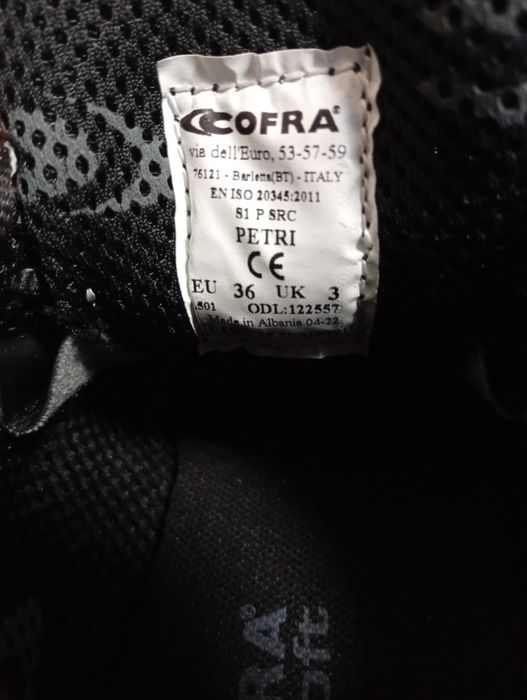 COFRA®
via dell'Euro, 53-57-59
76121 - Barletta(BT) - ITALY
EN ISO 20345:2011
S1 P SRC
PETRI
CE
EU 36 UK 3
.501 ODL:122557
Made in Albania 04-22